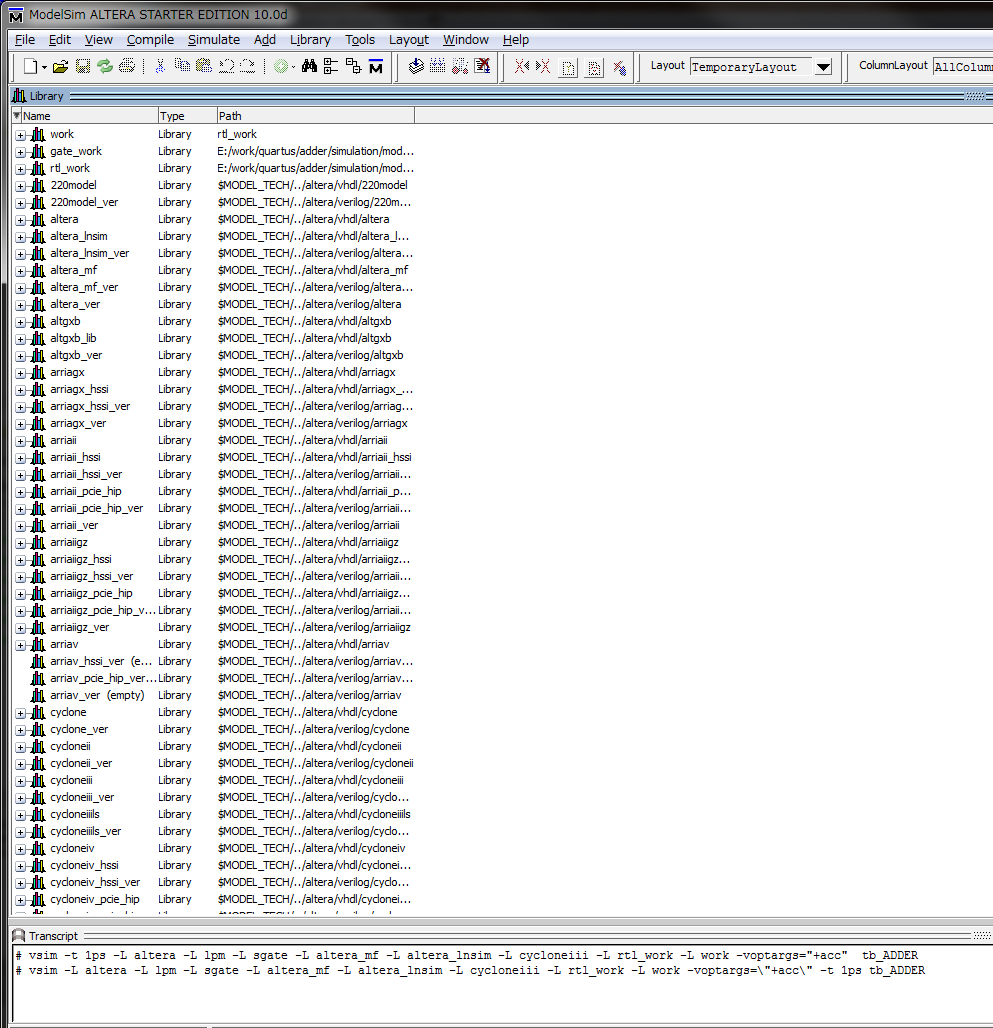 ModelSim ALTERA STARTER EDITION 10.0d
File Edit View Compile Simulate Add Library Tools Layout Window Help
Layout TemporaryLayout ColumnLayout AllColumn
Library
Name Type Path
work Library rtl_work
gate_work Library E:/work/quartus/adder/simulation/mod...
rtl_work Library E:/work/quartus/adder/simulation/mod...
220model Library $MODEL_TECH/../altera/vhdl/220model
220model_ver Library $MODEL_TECH/../altera/verilog/220m...
altera Library $MODEL_TECH/../altera/vhdl/altera
altera_lnsim Library $MODEL_TECH/../altera/vhdl/altera_l...
altera_lnsim_ver Library $MODEL_TECH/../altera/verilog/altera...
altera_mf Library $MODEL_TECH/../altera/vhdl/altera_mf
altera_mf_ver Library $MODEL_TECH/../altera/verilog/altera...
altera_ver Library $MODEL_TECH/../altera/verilog/altera
altgxb Library $MODEL_TECH/../altera/vhdl/altgxb
altgxb_lib Library $MODEL_TECH/../altera/vhdl/altgxb
altgxb_ver Library $MODEL_TECH/../altera/verilog/altgxb
arriagx Library $MODEL_TECH/../altera/vhdl/arriagx
arriagx_hssi Library $MODEL_TECH/../altera/vhdl/arriagx_...
arriagx_hssi_ver Library $MODEL_TECH/../altera/verilog/arriag...
arriagx_ver Library $MODEL_TECH/../altera/verilog/arriagx
arriaii Library $MODEL_TECH/../altera/vhdl/arriaii
arriaii_hssi Library $MODEL_TECH/../altera/vhdl/arriaii_hssi
arriaii_hssi_ver Library $MODEL_TECH/../altera/verilog/arriaii...
arriaii_pcie_hip Library $MODEL_TECH/../altera/vhdl/arriaii_p...
arriaii_pcie_hip_ver Library $MODEL_TECH/../altera/verilog/arriaii...
arriaii_ver Library $MODEL_TECH/../altera/verilog/arriaii
arriaiigz Library $MODEL_TECH/../altera/vhdl/arriaiigz
arriaiigz_hssi Library $MODEL_TECH/../altera/vhdl/arriaiigz...
arriaiigz_hssi_ver Library $MODEL_TECH/../altera/verilog/arriaii...
arriaiigz_pcie_hip Library $MODEL_TECH/../altera/vhdl/arriaiigz...
arriaiigz_pcie_hip_v... Library $MODEL_TECH/../altera/verilog/arriaii...
arriaiigz_ver Library $MODEL_TECH/../altera/verilog/arriaiigz
arriav Library $MODEL_TECH/../altera/vhdl/arriav
arriav_hssi_ver (e... Library $MODEL_TECH/../altera/verilog/arriav...
arriav_pcie_hip_ver... Library $MODEL_TECH/../altera/verilog/arriav...
arriav_ver (empty) Library $MODEL_TECH/../altera/verilog/arriav
cyclone Library $MODEL_TECH/../altera/vhdl/cyclone
cyclone_ver Library $MODEL_TECH/../altera/verilog/cyclone
cycloneii Library $MODEL_TECH/../altera/vhdl/cycloneii
cycloneii_ver Library $MODEL_TECH/../altera/verilog/cycloneii
cycloneiii Library $MODEL_TECH/../altera/vhdl/cycloneiii
cycloneiii_ver Library $MODEL_TECH/../altera/verilog/cyclo...
cycloneiiils Library $MODEL_TECH/../altera/vhdl/cycloneiiils
cycloneiiils_ver Library $MODEL_TECH/../altera/verilog/cyclo...
cycloneiv Library $MODEL_TECH/../altera/vhdl/cycloneiv
cycloneiv_hssi Library $MODEL_TECH/../altera/vhdl/cyclonei...
cycloneiv_hssi_ver Library $MODEL_TECH/../altera/verilog/cyclo...
cycloneiv_pcie_hip Library $MODEL_TECH/../altera/vhdl/cyclonei...
Transcript
# vsim -t 1ps -L altera -L lpm -L sgate -L altera_mf -L altera_lnsim -L cycloneiii -L rtl_work -L work -voptargs="+acc" tb_ADDER
# vsim -L altera -L lpm -L sgate -L altera_mf -L altera_lnsim -L cycloneiii -L rtl_work -L work -voptargs=\"+acc\" -t 1ps tb_ADDER